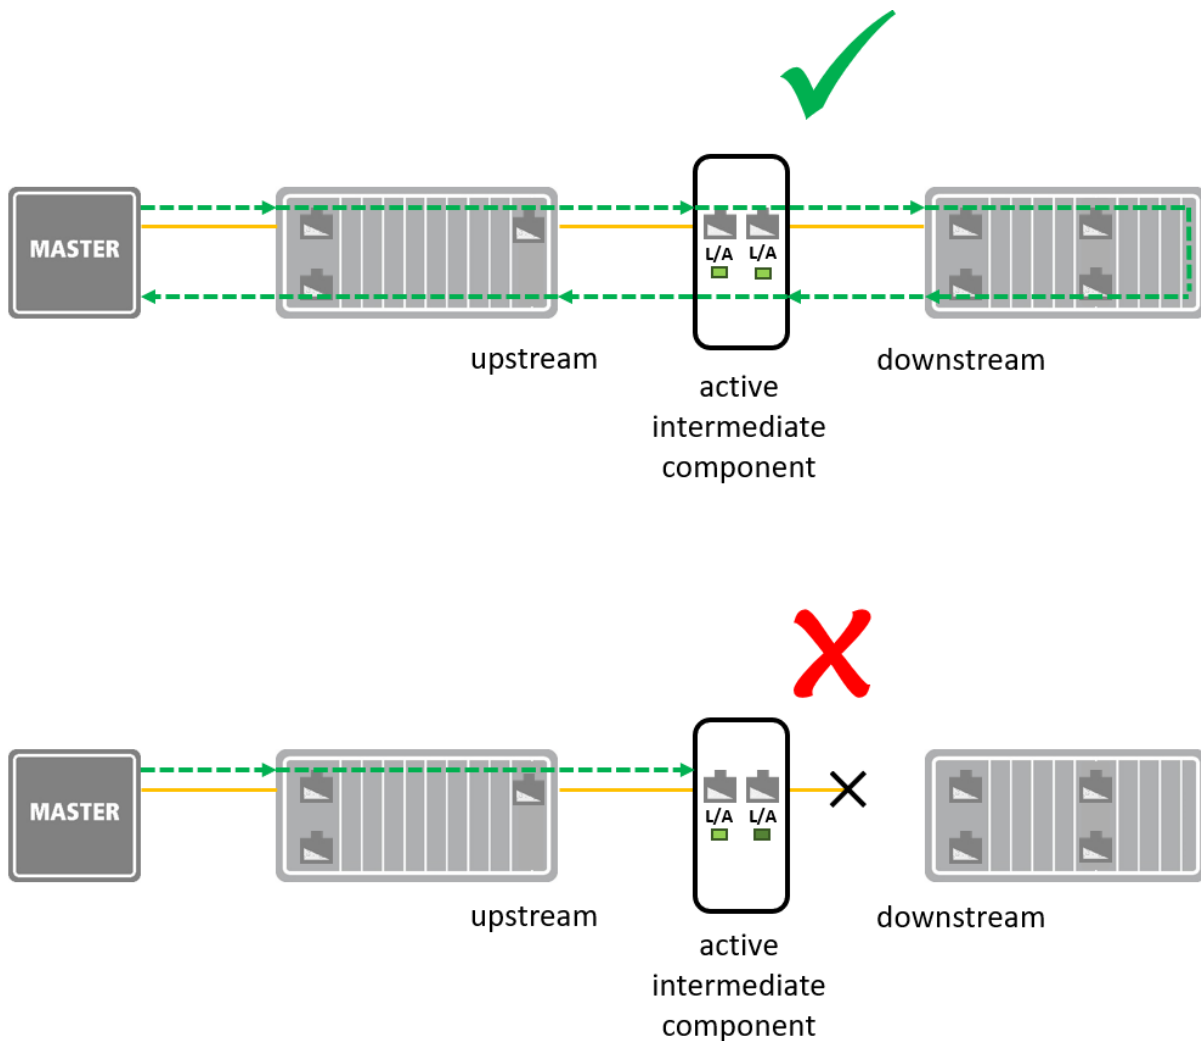 MASTER
L/A L/A
upstream
downstream
active
intermediate
component
MASTER
L/A L/A
upstream
downstream
active
intermediate
component